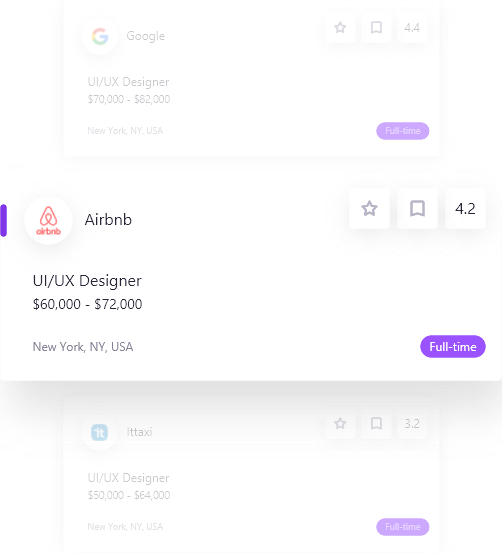 Google
4.4
UI/UX Designer
$70,000 - $82,000
New York, NY, USA
Full-time
airbnb
Airbnb
4.2
UI/UX Designer
$60,000 - $72,000
New York, NY, USA
Full-time
Ittaxi
3.2
UI/UX Designer
$50,000 - $64,000
New York, NY, USA
Full-time